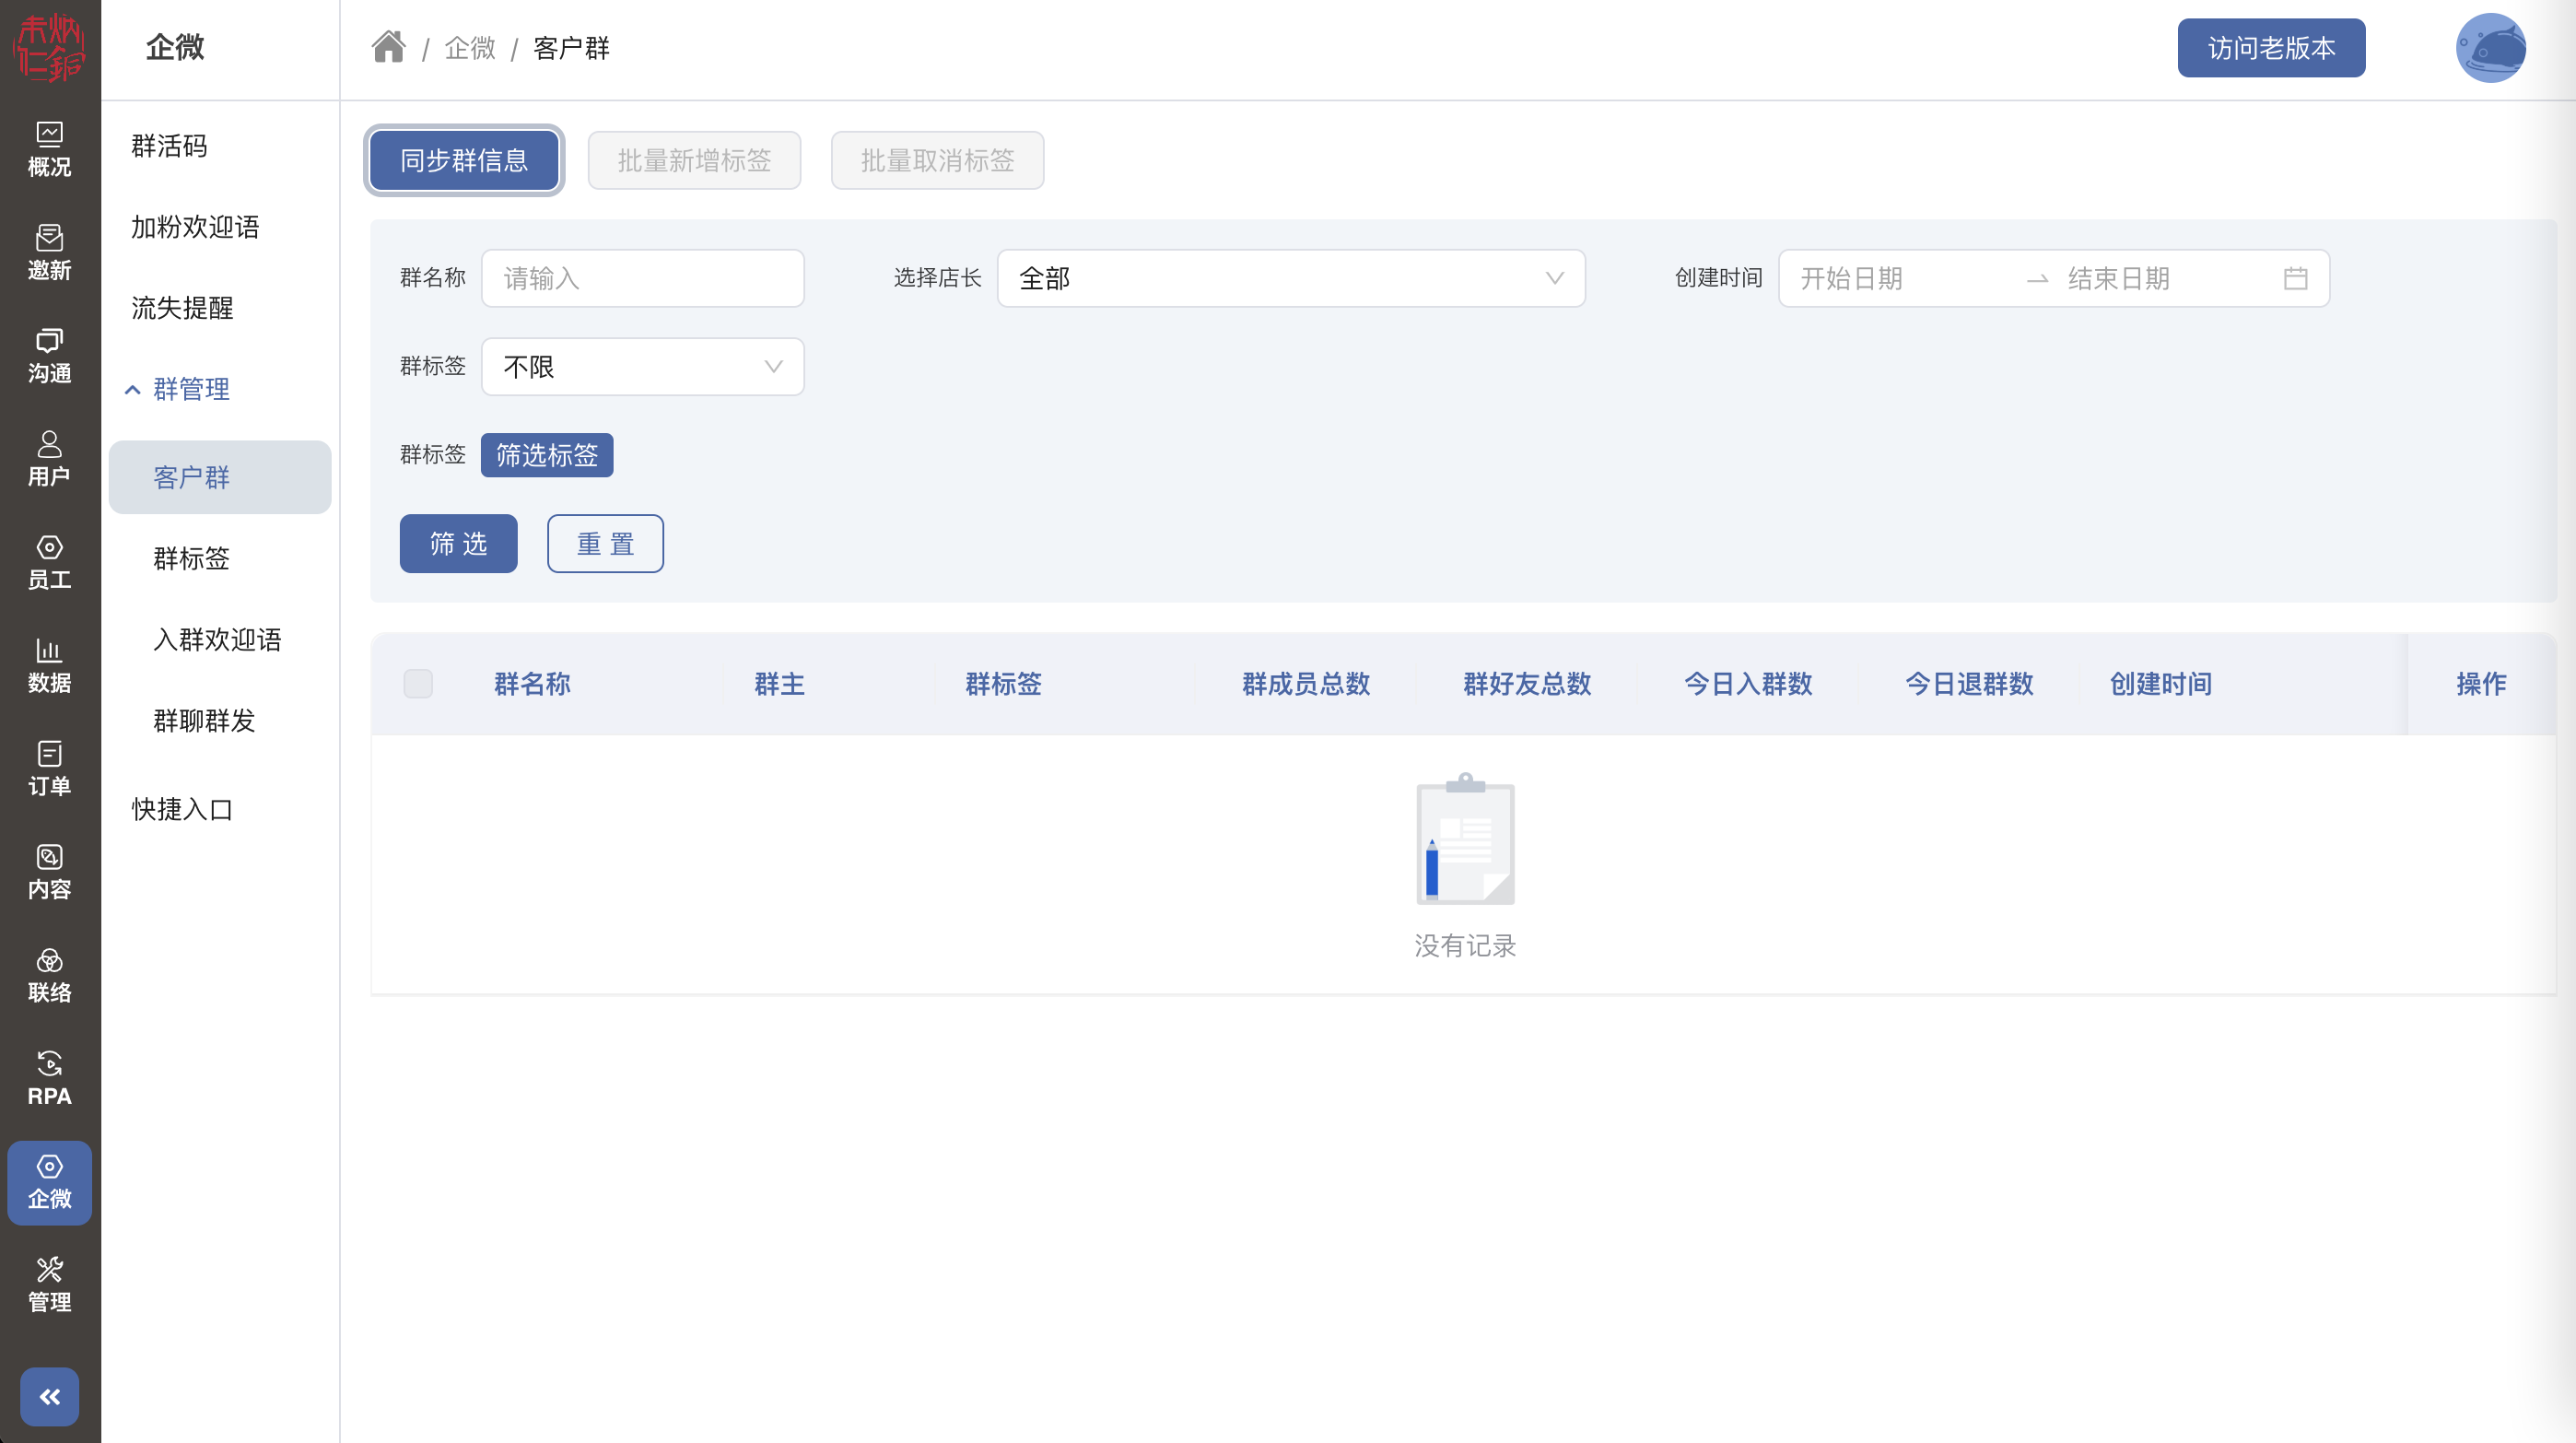 企微
/ 企微 / 客户群
访问老版本
概况
邀新
沟通
用户
员工
数据
订单
内容
联络
RPA
企微
管理
群活码
加粉欢迎语
流失提醒
群管理
客户群
群标签
入群欢迎语
群聊群发
快捷入口
同步群信息 批量新增标签 批量取消标签
群名称 请输入 选择店长 全部 创建时间 开始日期 → 结束日期
群标签 不限
群标签 筛选标签
筛 选 重 置
群名称 群主 群标签 群成员总数 群好友总数 今日入群数 今日退群数 创建时间 操作
没有记录